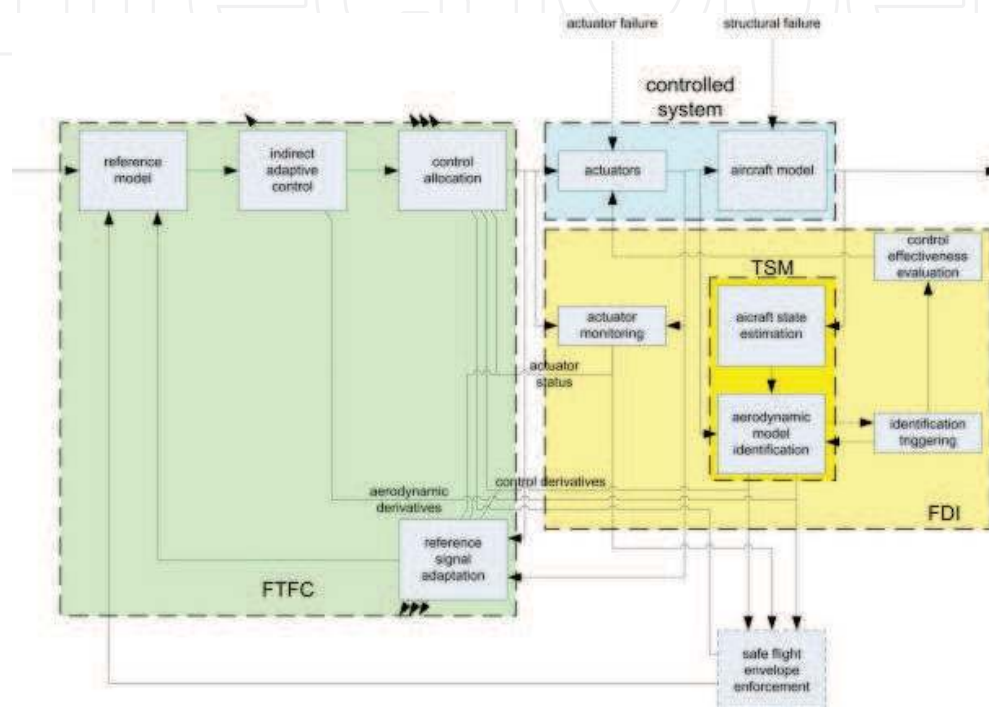 actuator failure
structural failure
controlled
system
reference
model
indirect
adaptive
control
control
allocation
actuators
aircraft model
control
effectiveness
evaluation
TSM
aicraft state
estimation
actuator
monitoring
actuator
status
aerodynamic
model
identification
identification
triggering
control derivatives
aerodynamic
derivatives
FDI
reference
signal
adaptation
FTFC
safe flight
envelope
enforcement